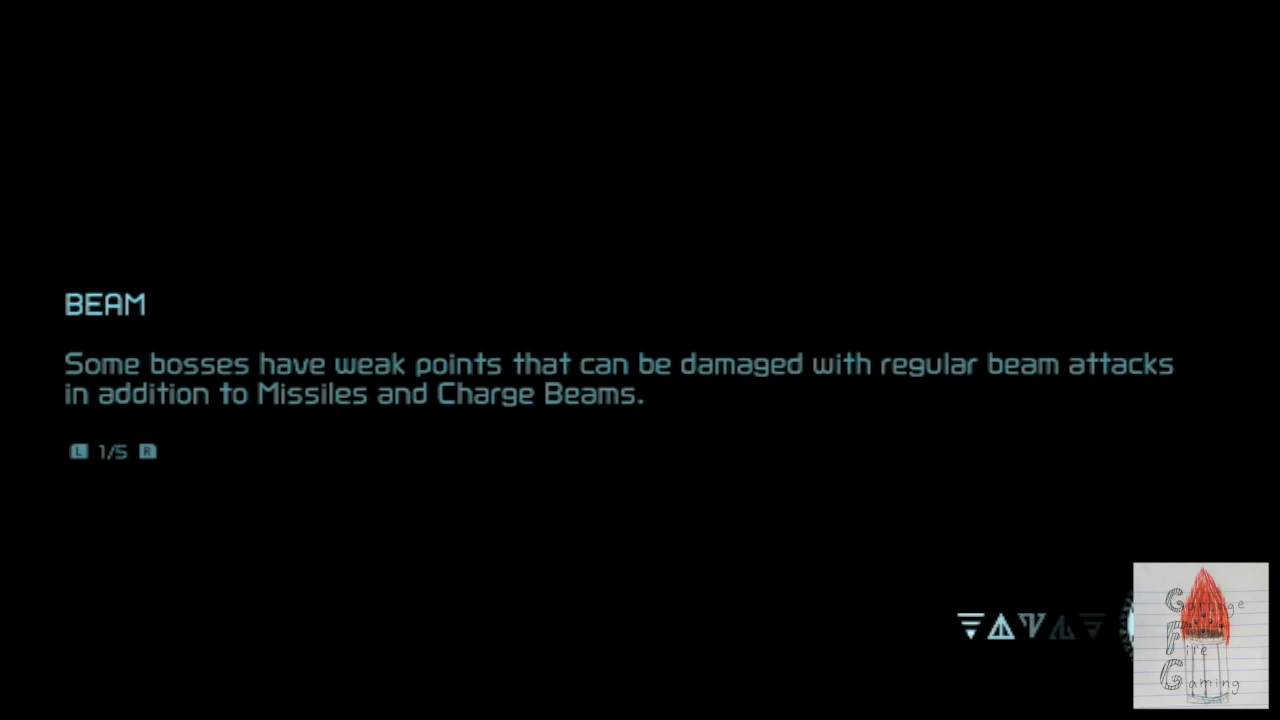 BEAM
Some bosses have weak points that can be damaged with regular beam attacks
in addition to Missiles and Charge Beams.
L 1/5 R
Garbage
Fire
Gaming